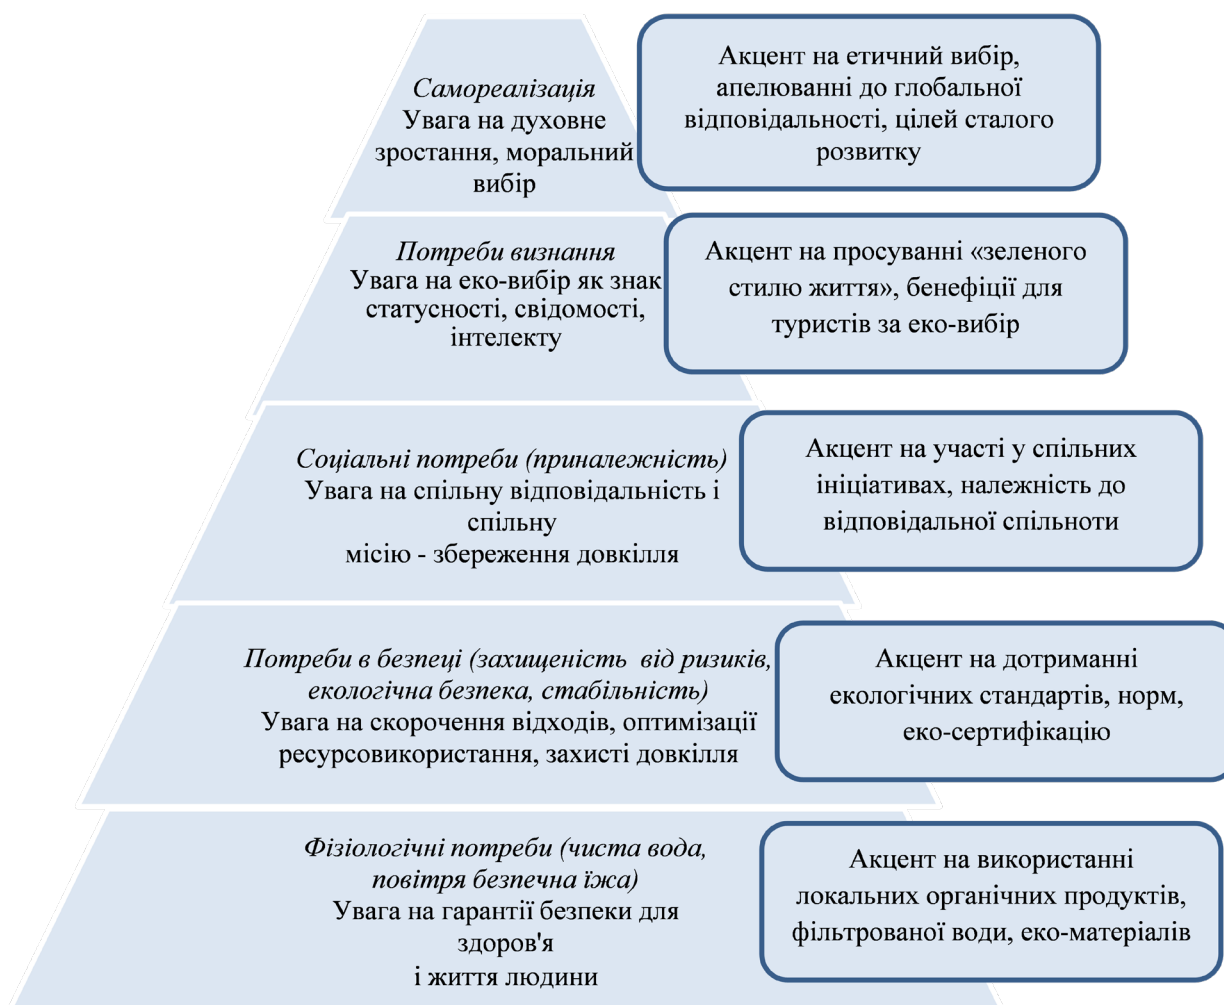 Самореалізація
Увага на духовне
зростання, моральний
вибір
Акцент на етичний вибір,
апелюванні до глобальної
відповідальності, цілей сталого
розвитку
Потреби визнання
Увага на еко-вибір як знак
статусності, свідомості,
інтелекту
Акцент на просуванні «зеленого
стилю життя», бенефіції для
туристів за еко-вибір
Соціальні потреби (приналежність)
Увага на спільну відповідальність і
спільну
місію - збереження довкілля
Акцент на участі у спільних
ініціативах, належність до
відповідальної спільноти
Потреби в безпеці (захищеність від ризиків,
екологічна безпека, стабільність)
Увага на скорочення відходів, оптимізації
ресурсовикористання, захисті довкілля
Акцент на дотриманні
екологічних стандартів, норм,
еко-сертифікацію
Фізіологічні потреби (чиста вода,
повітря безпечна їжа)
Увага на гарантії безпеки для
здоров'я
і життя людини
Акцент на використанні
локальних органічних продуктів,
фільтрованої води, еко-матеріалів